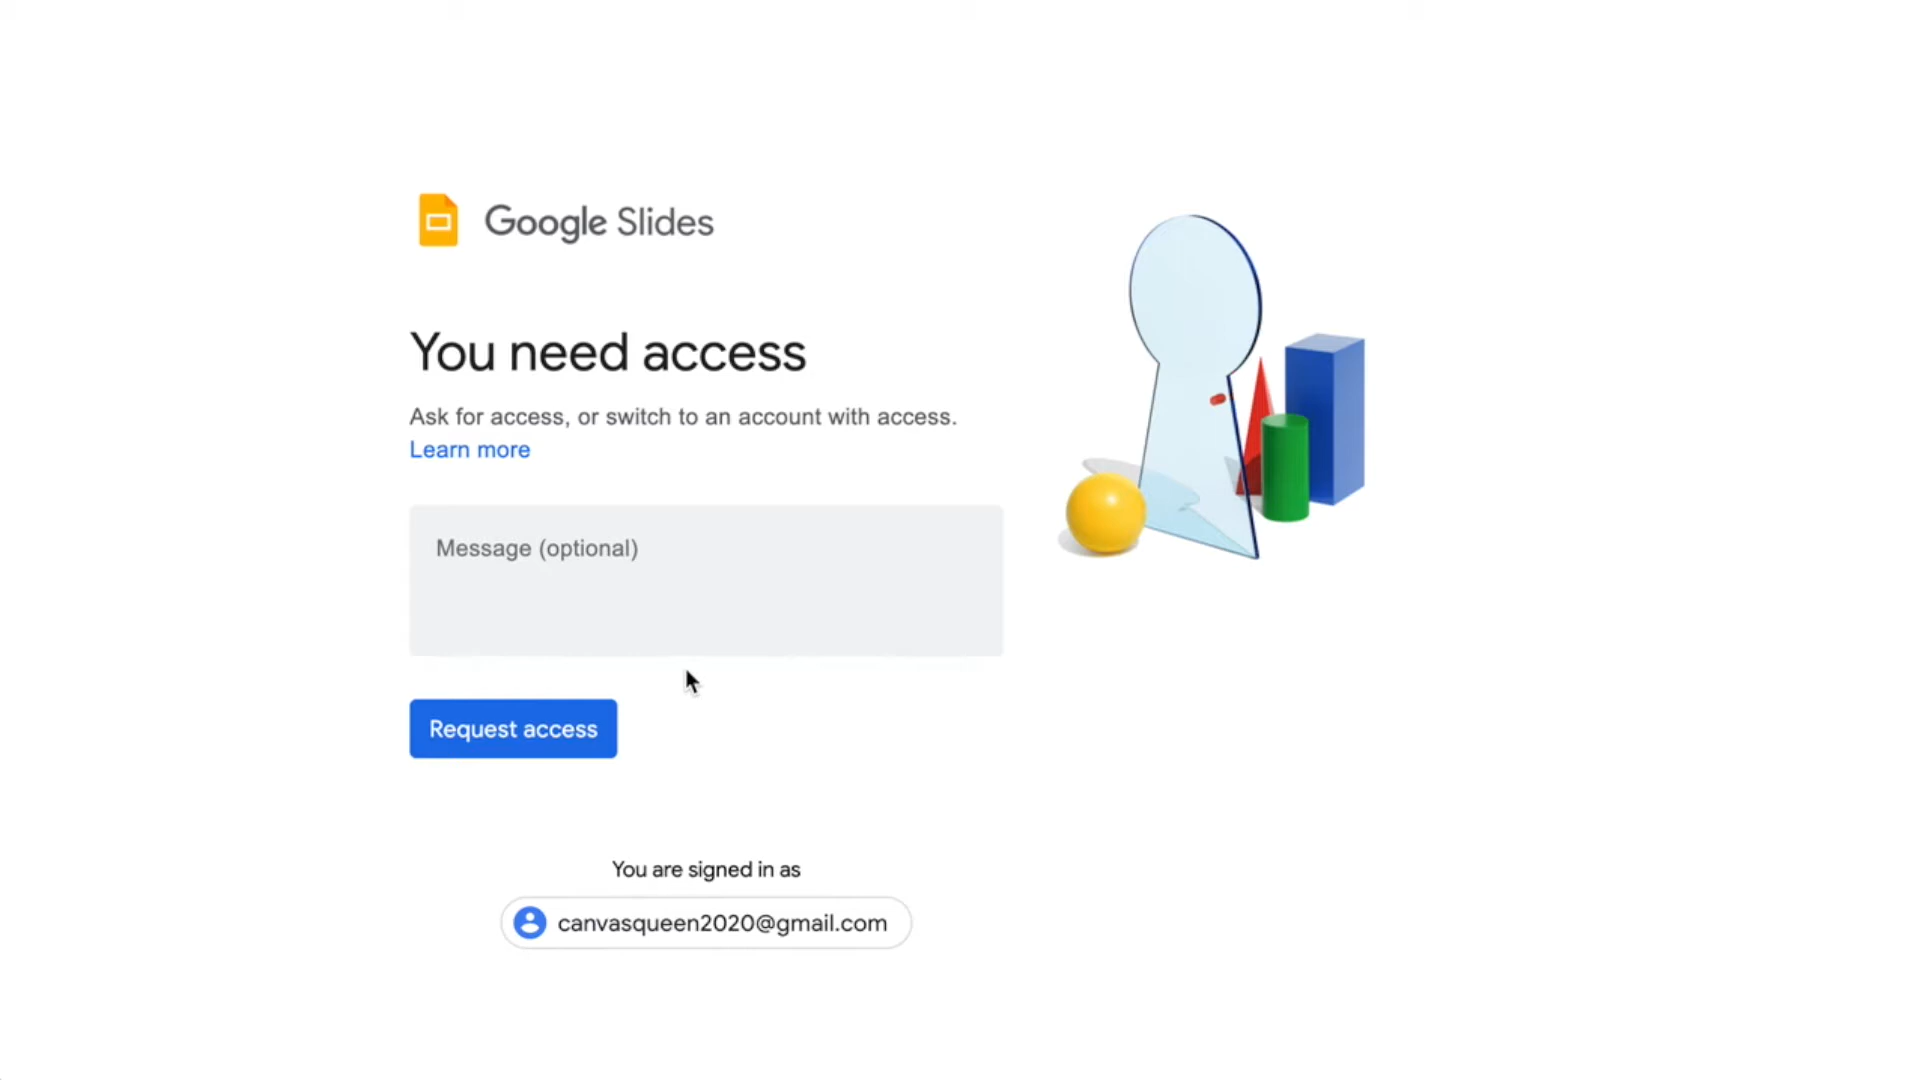 Google Slides
You need access
Ask for access, or switch to an account with access.
Learn more
Message (optional)
Request access
You are signed in as
canvasqueen2020@gmail.com